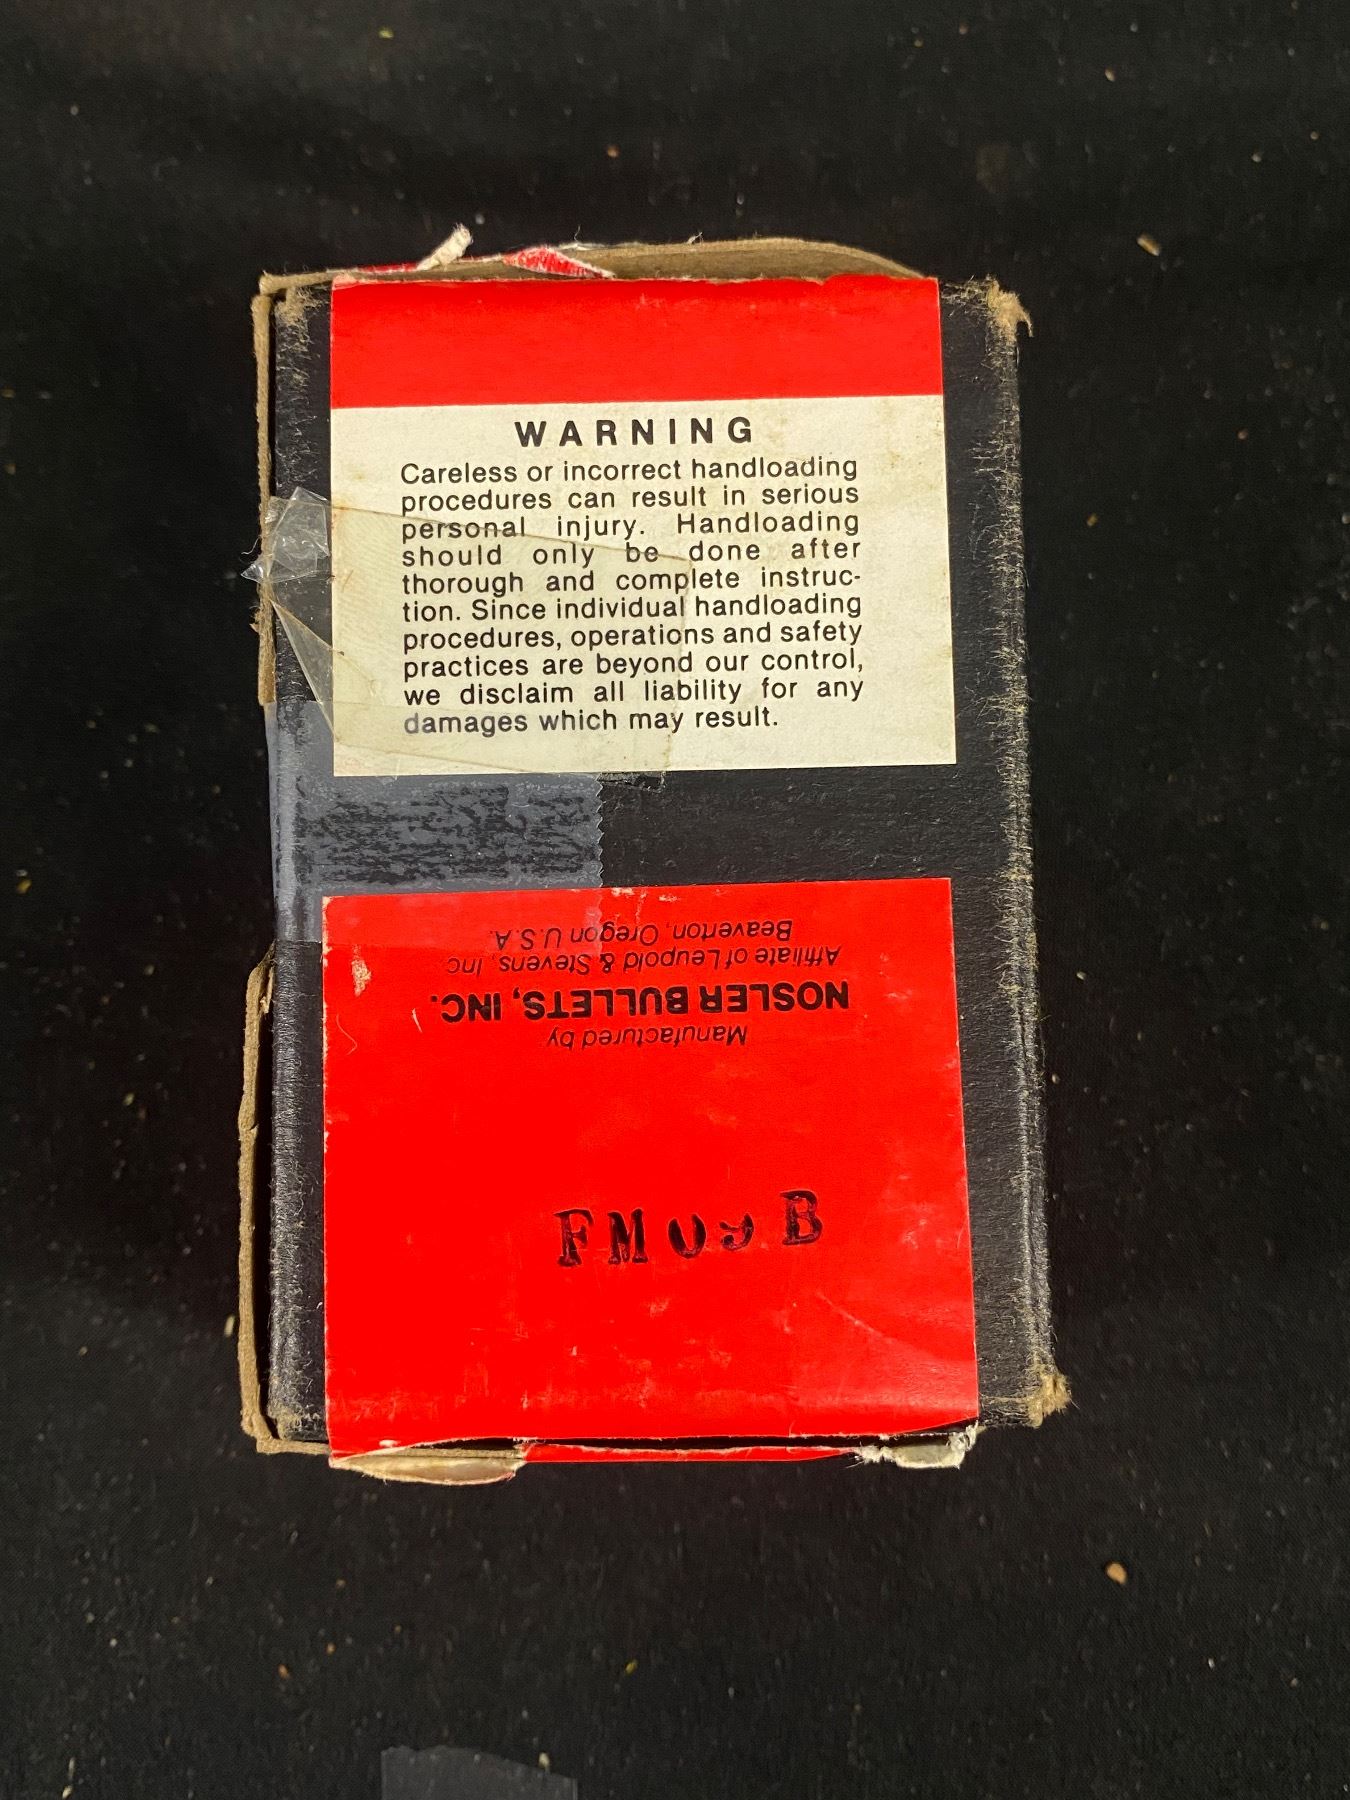 WARNING
Careless or incorrect handloading
procedures can result in serious
personal injury. Handloading
should only be done after
thorough and complete instruc-
tion. Since individual handloading
procedures, operations and safety
practices are beyond our control,
we disclaim all liability for any
damages which may result.
Manufactured by
NOSLER BULLETS, INC.
Affiliate of Leupold & Stevens, Inc.
Beaverton, Oregon U.S.A.
FM09B